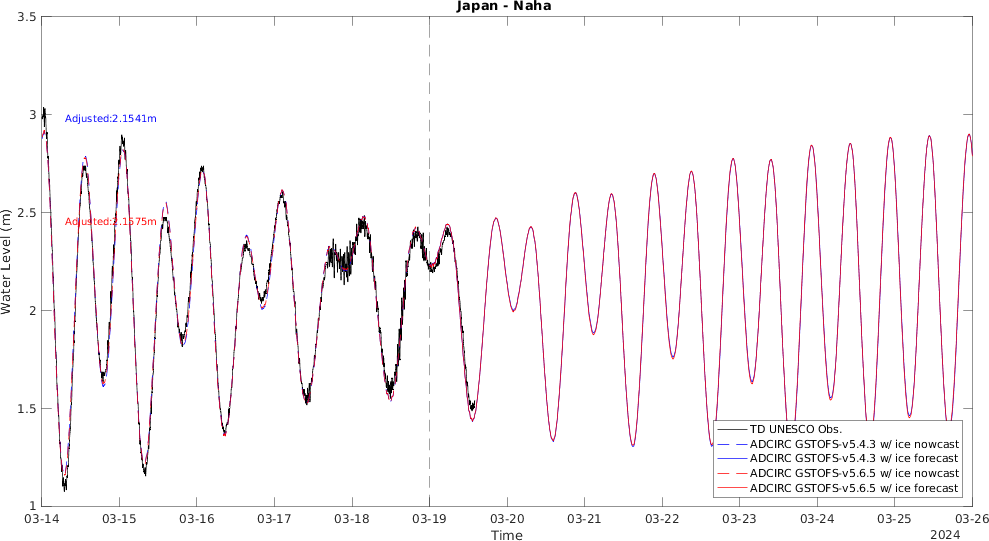 Japan - Naha
3.5
3
2.5
2
1.5
1
Water Level (m)
Adjusted:2.1541m
Adjusted:2.1575m
TD UNESCO Obs.
ADCIRC GSTOFS-v5.4.3 w/ ice nowcast
ADCIRC GSTOFS-v5.4.3 w/ ice forecast
ADCIRC GSTOFS-v5.6.5 w/ ice nowcast
ADCIRC GSTOFS-v5.6.5 w/ ice forecast
03-14 03-15 03-16 03-17 03-18 03-19 03-20 03-21 03-22 03-23 03-24 03-25 03-26
Time
2024